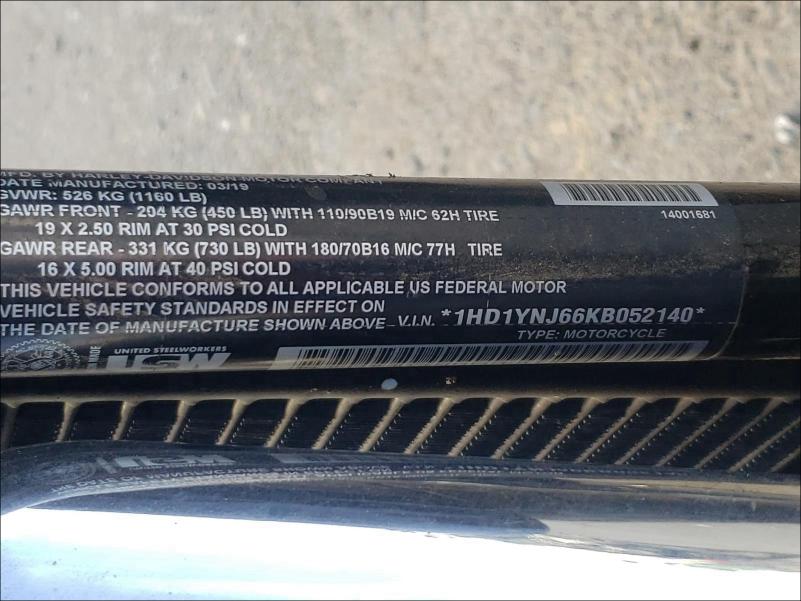 MFD. BY HARLEY-DAVIDSON MOTOR COMPANY
DATE MANUFACTURED: 03/19
GVWR: 526 KG (1160 LB)
GAWR FRONT - 204 KG (450 LB) WITH 110/90B19 M/C 62H TIRE
19 X 2.50 RIM AT 30 PSI COLD
GAWR REAR - 331 KG (730 LB) WITH 180/70B16 M/C 77H TIRE
16 X 5.00 RIM AT 40 PSI COLD
THIS VEHICLE CONFORMS TO ALL APPLICABLE US FEDERAL MOTOR
VEHICLE SAFETY STANDARDS IN EFFECT ON
THE DATE OF MANUFACTURE SHOWN ABOVE V.I.N. *1HD1YNJ66KB052140*
TYPE: MOTORCYCLE
14001681
UNITED STEELWORKERS
USW